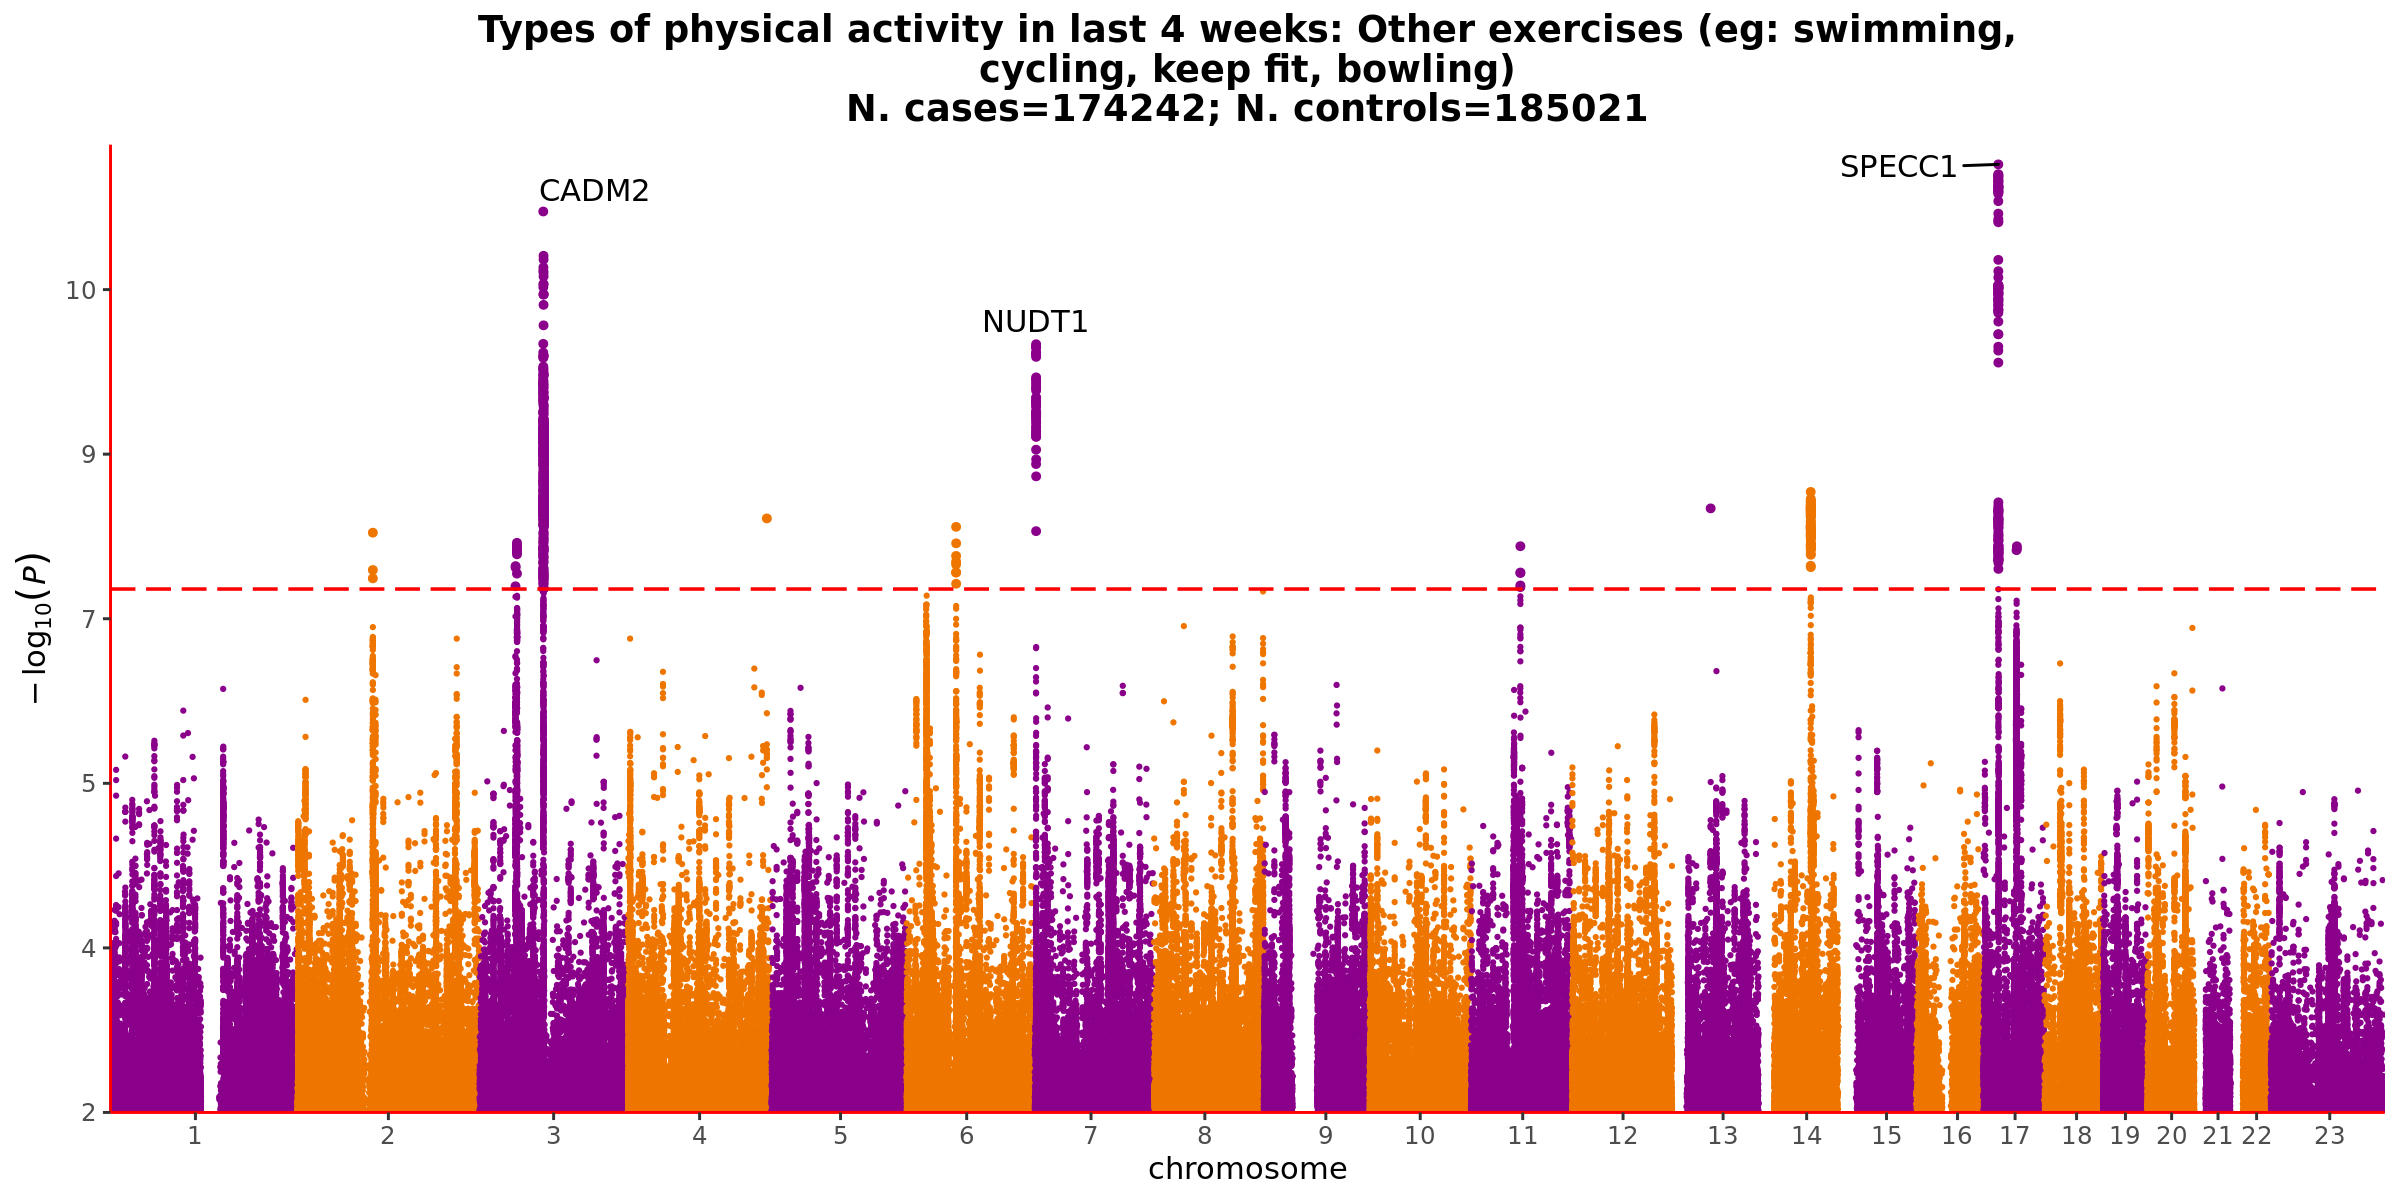 Types of physical activity in last 4 weeks: Other exercises (eg: swimming,
cycling, keep fit, bowling)
N. cases=174242; N. controls=185021
SPECC1
CADM2
NUDT1
10
9
7
5
4
2
−log10(P)
1 2 3 4 5 6 7 8 9 10 11 12 13 14 15 16 17 18 19 20 21 22 23
chromosome